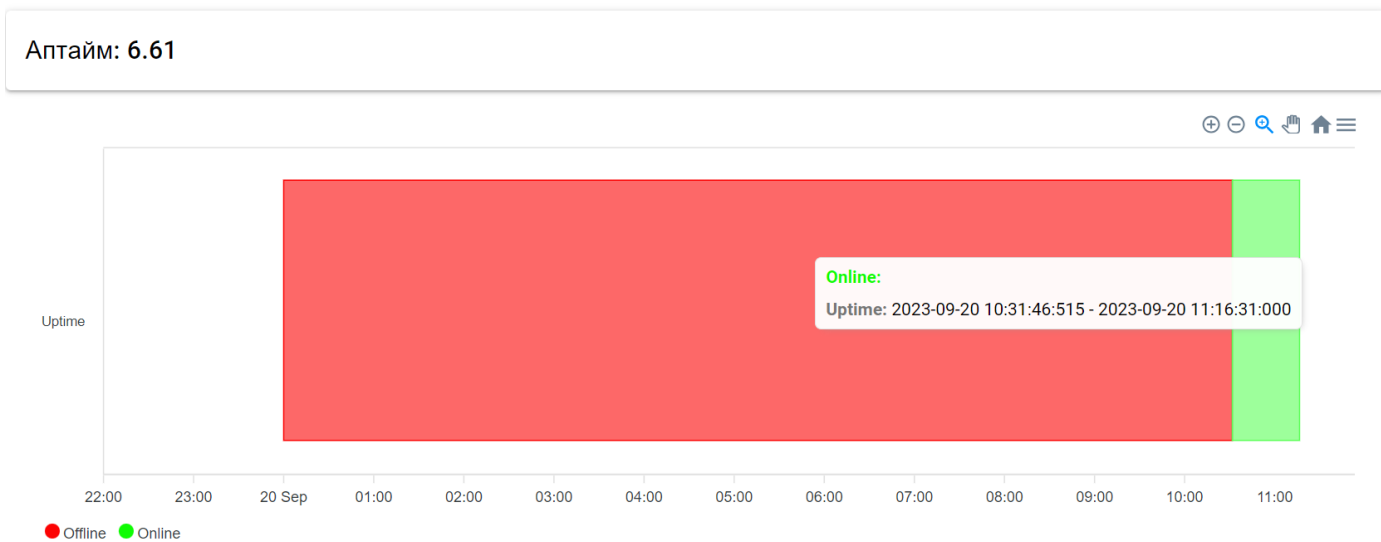 Аптайм: 6.61
Online:
Uptime: 2023-09-20 10:31:46:515 - 2023-09-20 11:16:31:000
Uptime
22:00 23:00 20 Sep 01:00 02:00 03:00 04:00 05:00 06:00 07:00 08:00 09:00 10:00 11:00
Offline Online